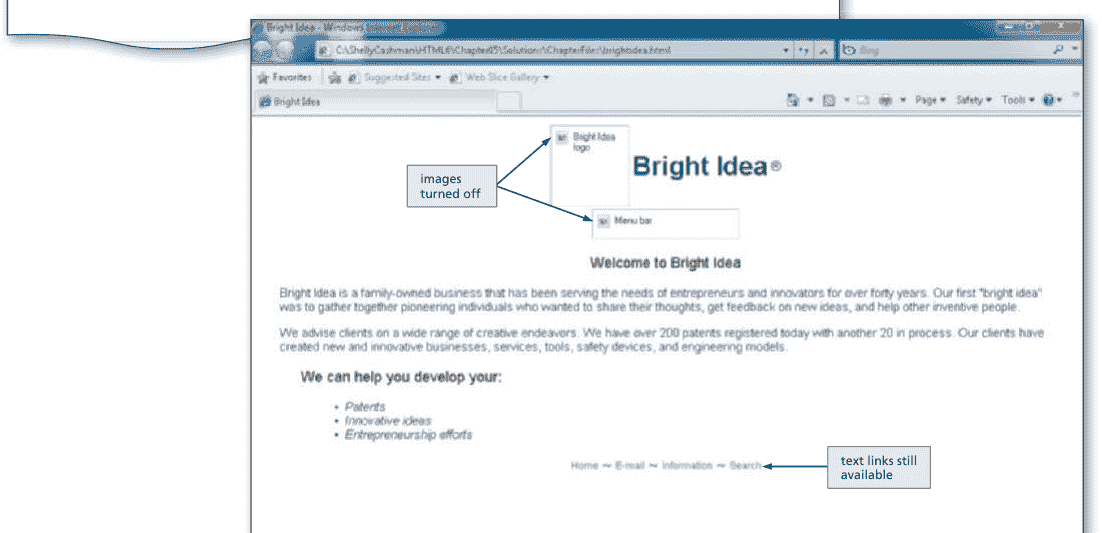 Bright Idea - Windows Internet Explorer
C:\ShellyCashman\HTML6\Chapter05\Solutions\ChapterFiles\brightidea.html
Bing
Favorites Suggested Sites Web Slice Gallery
Bright Idea
Page Safety Tools
Bright Idea
logo
Bright Idea®
images
turned off
Menu bar
Welcome to Bright Idea
Bright Idea is a family-owned business that has been serving the needs of entrepreneurs and innovators for over forty years. Our first "bright idea"
was to gather together pioneering individuals who wanted to share their thoughts, get feedback on new ideas, and help other inventive people.
We advise clients on a wide range of creative endeavors. We have over 200 patents registered today with another 20 in process. Our clients have
created new and innovative businesses, services, tools, safety devices, and engineering models.
We can help you develop your:
• Patents
• Innovative ideas
• Entrepreneurship efforts
Home ~ E-mail ~ Information ~ Search
text links still
available